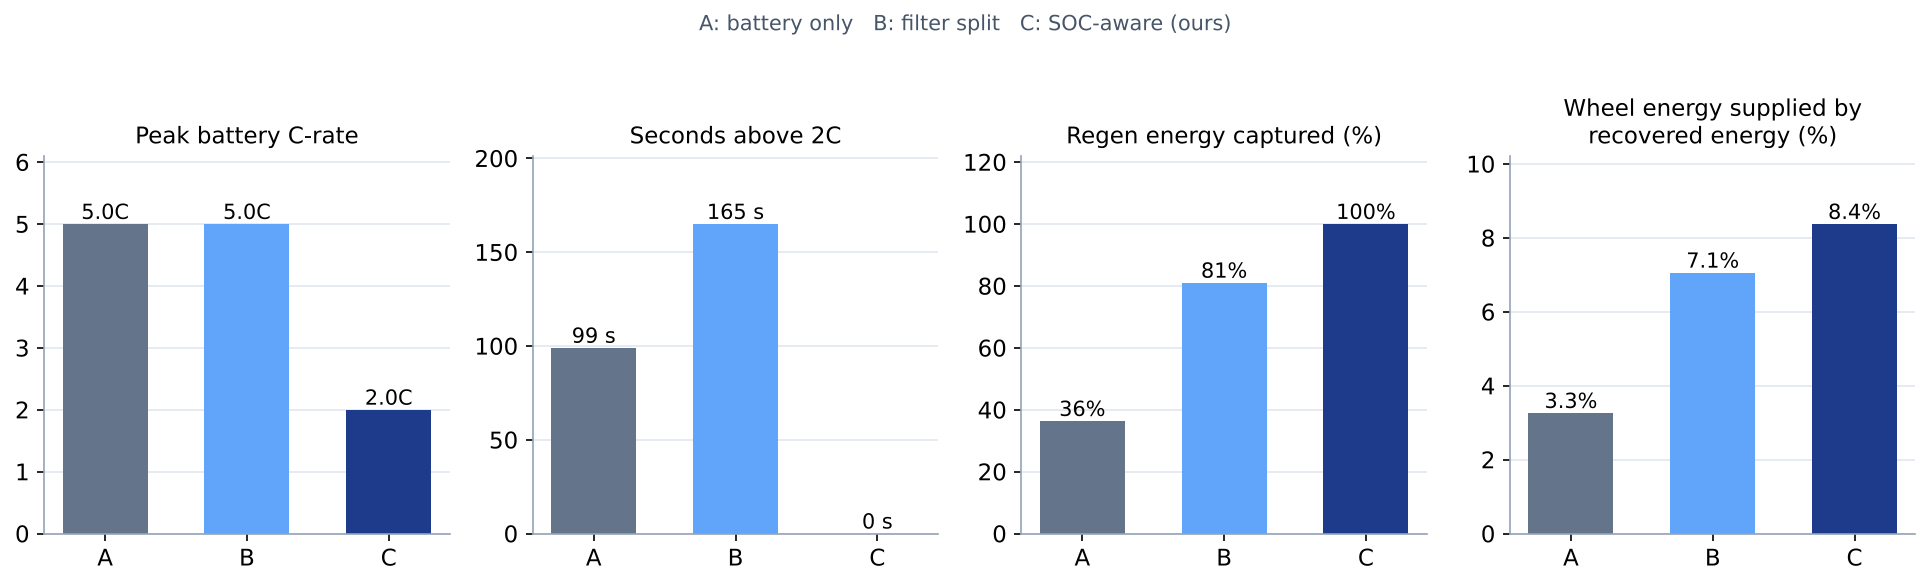 A: battery only   B: filter split   C: SOC-aware (ours)
Peak battery C-rate
6
5
4
3
2
1
0
5.0C
5.0C
2.0C
A
B
C
Seconds above 2C
200
150
100
50
0
99 s
165 s
0 s
A
B
C
Regen energy captured (%)
120
100
80
60
40
20
0
36%
81%
100%
A
B
C
Wheel energy supplied by
recovered energy (%)
10
8
6
4
2
0
3.3%
7.1%
8.4%
A
B
C